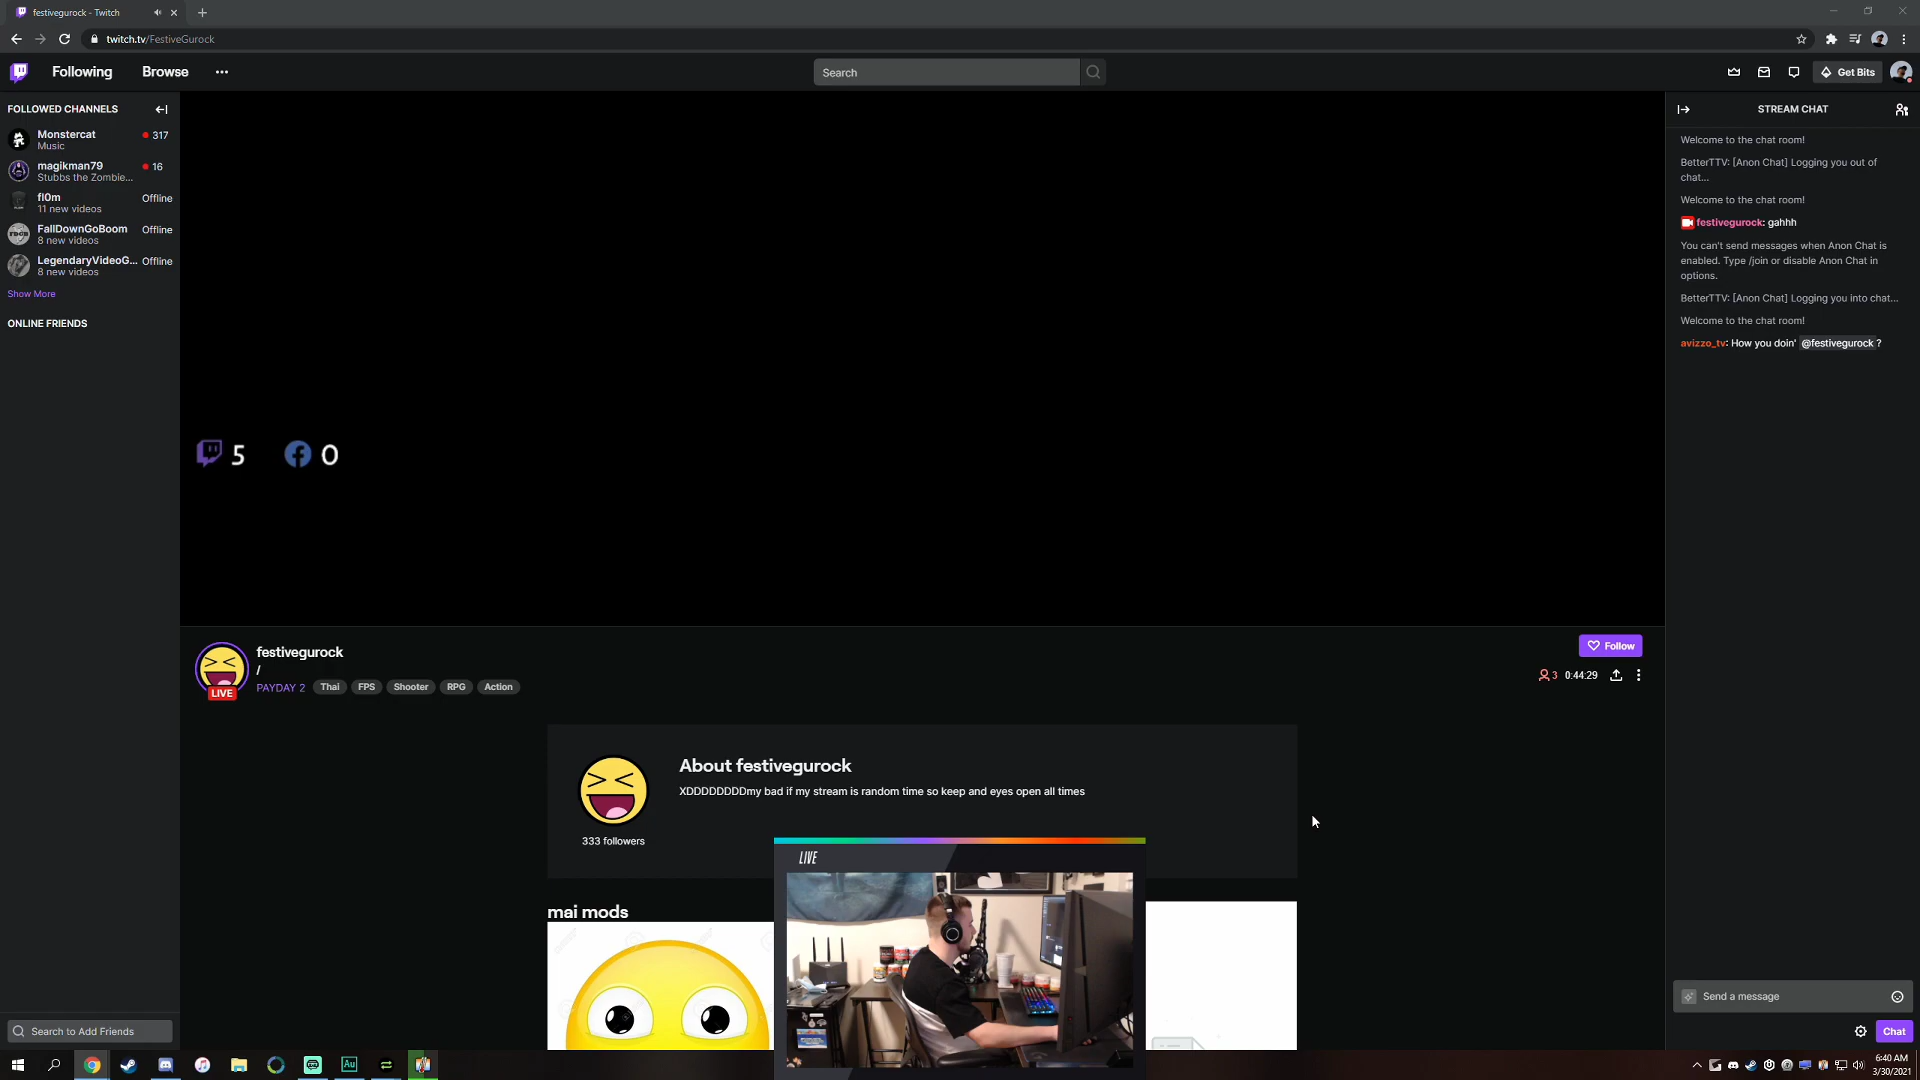 festivegurock - Twitch
twitch.tv/FestiveGurock
Following
Browse
Search
Get Bits
FOLLOWED CHANNELS
Monstercat
317
Music
magikman79
16
Stubbs the Zombie...
fl0m
Offline
11 new videos
FallDownGoBoom
Offline
8 new videos
LegendaryVideoG...
Offline
8 new videos
Show More
ONLINE FRIENDS
Search to Add Friends
5
0
festivegurock
/
LIVE
PAYDAY 2
Thai
FPS
Shooter
RPG
Action
Follow
3
0:44:29
About festivegurock
XDDDDDDDDmy bad if my stream is random time so keep and eyes open all times
333 followers
LIVE
mai mods
STREAM CHAT
Welcome to the chat room!
BetterTTV: [Anon Chat] Logging you out of
chat...
Welcome to the chat room!
festivegurock: gahhh
You can't send messages when Anon Chat is
enabled. Type /join or disable Anon Chat in
options.
BetterTTV: [Anon Chat] Logging you into chat...
Welcome to the chat room!
avizzo_tv: How you doin' @festivegurock ?
Send a message
Chat
Au
6:40 AM
3/30/2021